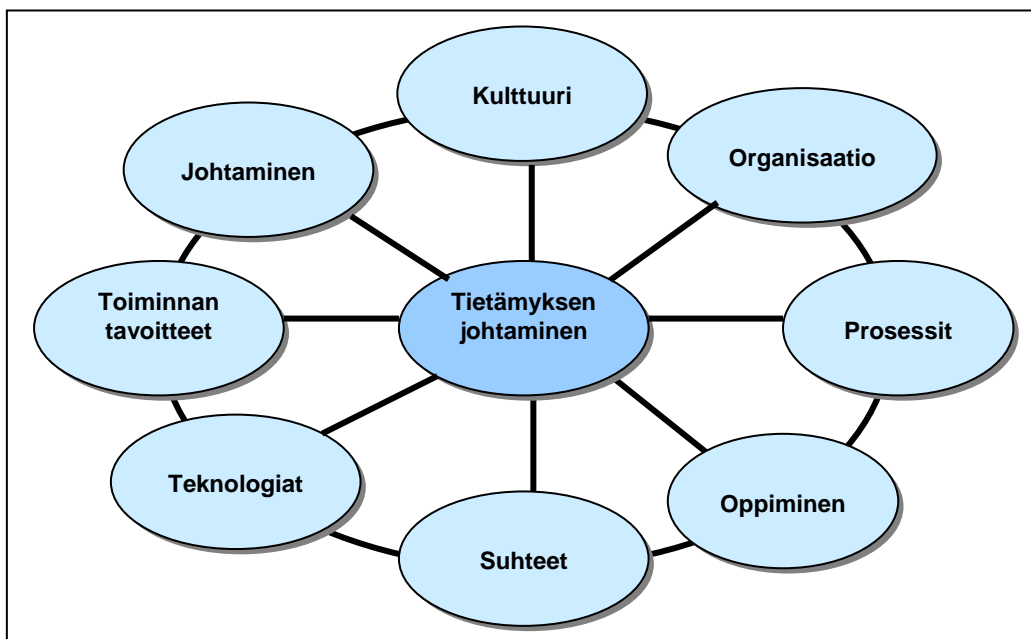 Kulttuuri
Organisaatio
Johtaminen
Toiminnan
tavoitteet
Tietämyksen
johtaminen
Prosessit
Teknologiat
Oppiminen
Suhteet